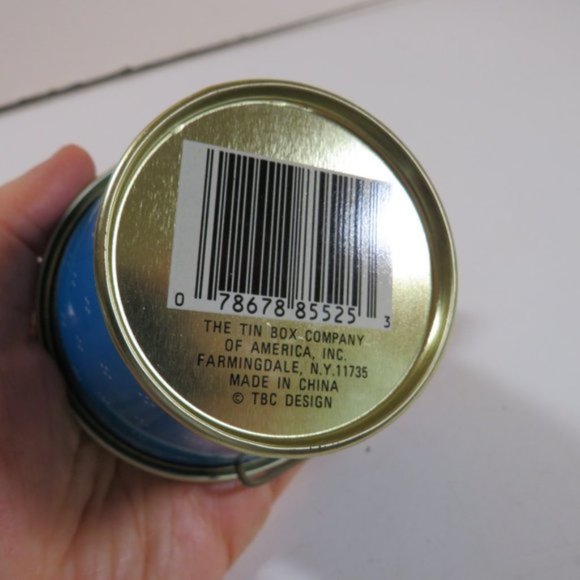 0 78678 85525 3
THE TIN BOX COMPANY
OF AMERICA, INC.
FARMINGDALE, N.Y. 11735
MADE IN CHINA
© TBC DESIGN